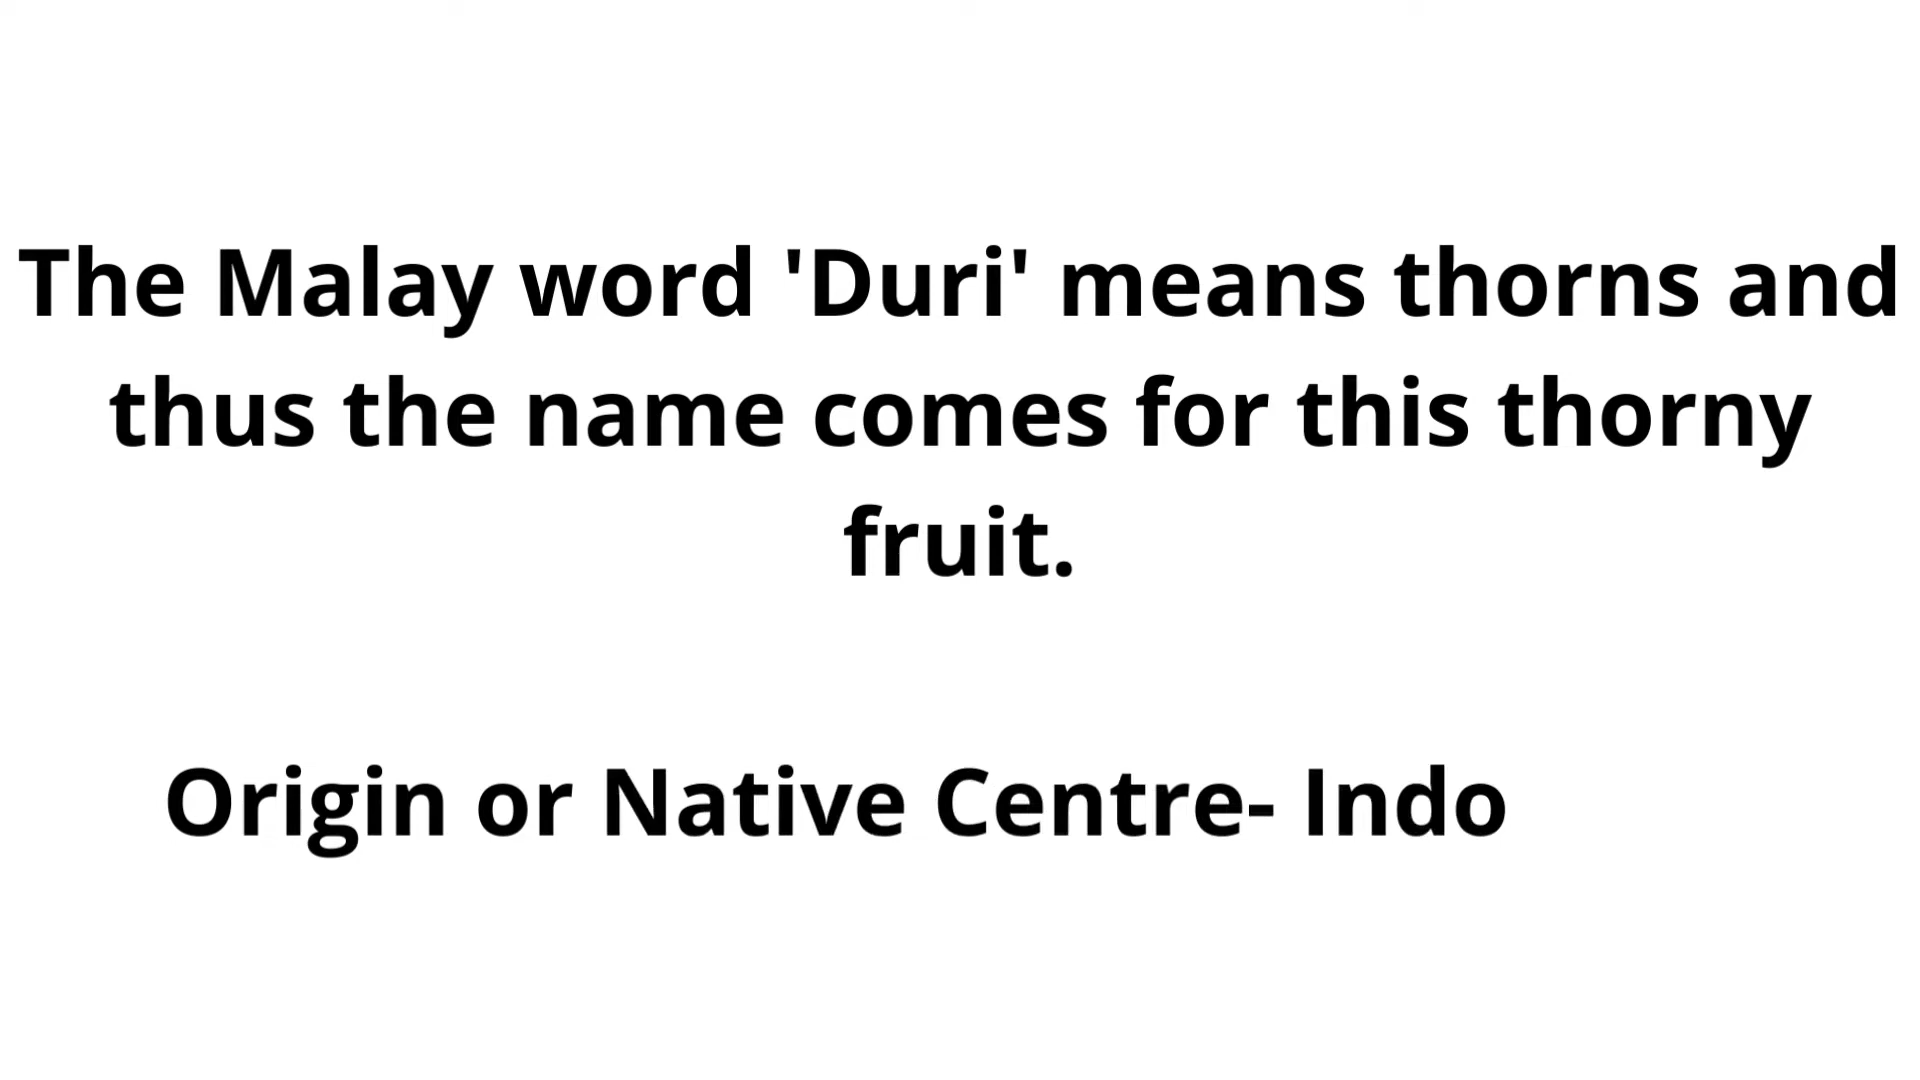 The Malay word 'Duri' means thorns and
thus the name comes for this thorny
fruit.
Origin or Native Centre- Indo